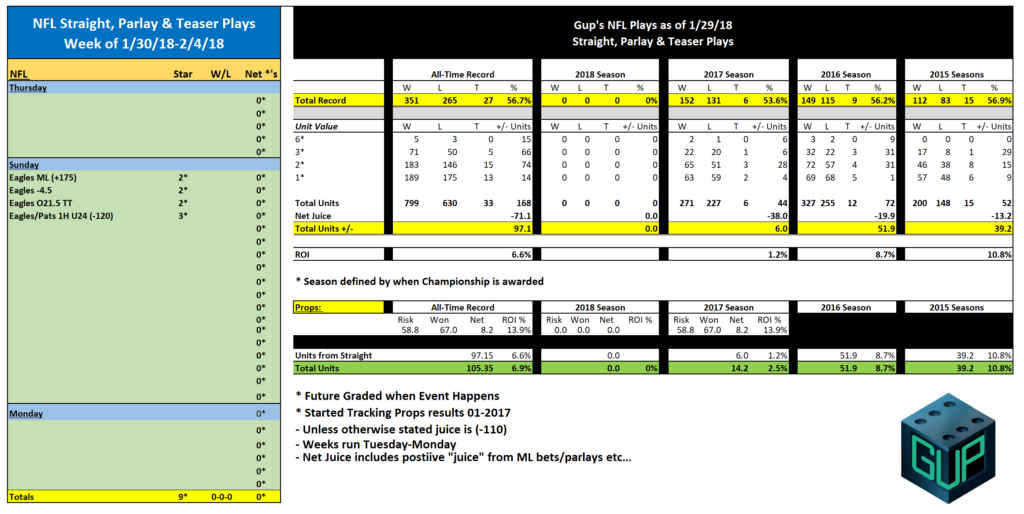 NFL Straight, Parlay & Teaser Plays
Week of 1/30/18-2/4/18
NFL Star W/L Net *'s
Thursday
0*
0*
0*
0*
0*
Sunday
Eagles ML (+175) 2* 0*
Eagles -4.5 2* 0*
Eagles O21.5 TT 2* 0*
Eagles/Pats 1H U24 (-120) 3* 0*
0*
0*
0*
0*
0*
0*
0*
0*
0*
0*
0*
0*
0*
0*
Monday 0*
0*
0*
0*
0*
0*
Totals 9* 0-0-0 0*
Gup's NFL Plays as of 1/29/18
Straight, Parlay & Teaser Plays
All-Time Record 2018 Season 2017 Season 2016 Season 2015 Seasons
W L T % W L T % W L T % W L T % W L T %
Total Record 351 265 27 56.7% 0 0 0 0% 152 131 6 53.6% 149 115 9 56.2% 112 83 15 56.9%
Unit Value W L T +/- Units W L T +/- Units W L T +/- Units W L T +/- Units W L T +/- Units
6* 5 3 0 15 0 0 0 0 2 1 0 6 3 2 0 9 0 0 0 0
3* 71 50 5 66 0 0 0 0 22 20 1 6 32 22 3 31 17 8 1 29
2* 183 146 15 74 0 0 0 0 65 51 3 28 72 57 4 31 46 38 8 15
1* 189 175 13 14 0 0 0 0 63 59 2 4 69 68 5 1 57 48 6 9
Total Units 799 630 33 168 0 0 0 0 271 227 6 44 327 255 12 72 200 148 15 52
Net Juice -71.1 0.0 -38.0 -19.9 -13.2
Total Units +/- 97.1 0.0 6.0 51.9 39.2
ROI 6.6% 1.2% 8.7% 10.8%
* Season defined by when Championship is awarded
Props: All-Time Record 2018 Season 2017 Season 2016 Season 2015 Seasons
Risk Won Net ROI % Risk Won Net ROI % Risk Won Net ROI %
58.8 67.0 8.2 13.9% 0.0 0.0 0.0 58.8 67.0 8.2 13.9%
Units from Straight 97.15 6.6% 0.0 6.0 1.2% 51.9 8.7% 39.2 10.8%
Total Units 105.35 6.9% 0.0 0% 14.2 2.5% 51.9 8.7% 39.2 10.8%
* Future Graded when Event Happens
* Started Tracking Props results 01-2017
- Unless otherwise stated juice is (-110)
- Weeks run Tuesday-Monday
- Net Juice includes postiive "juice" from ML bets/parlays etc...
GUP